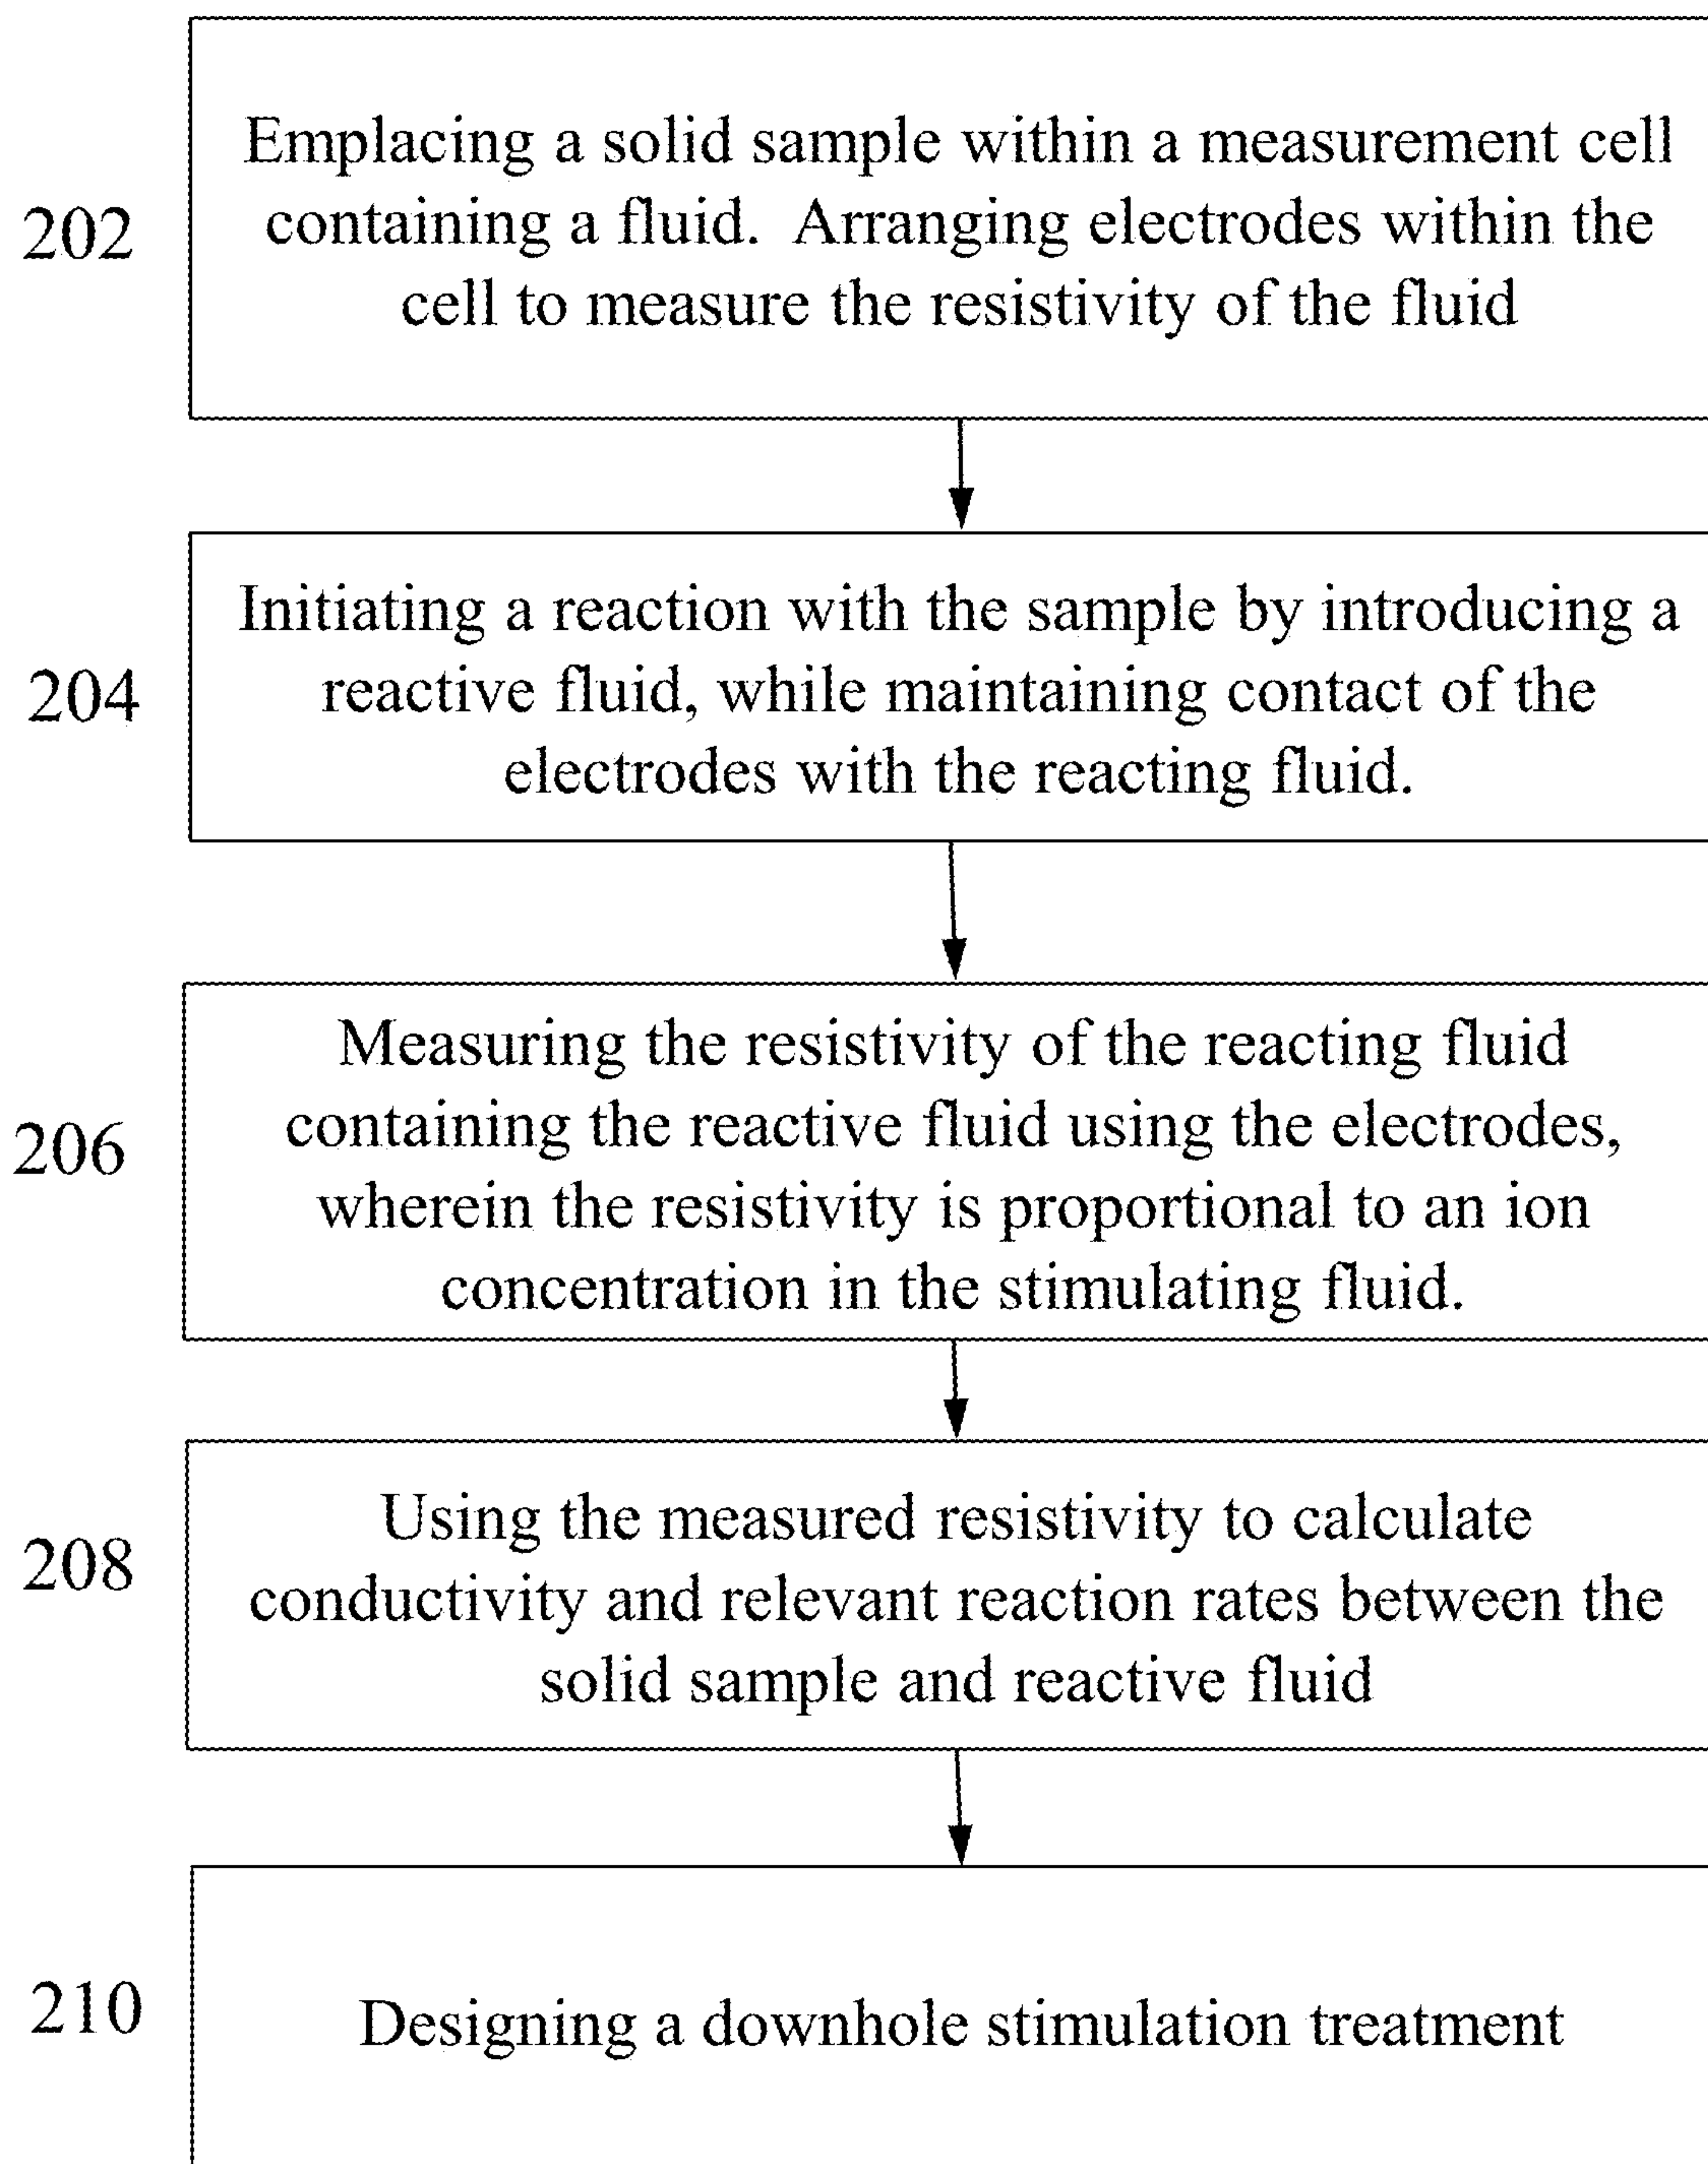 Emplacing a solid sample within a measurement cell
containing a fluid.  Arranging electrodes within the
202
cell to measure the resistivity of the fluid
Initiating a reaction with the sample by introducing a
204
reactive fluid, while maintaining contact of the
electrodes with the reacting fluid.
Measuring the resistivity of the reacting fluid
containing the reactive fluid using the electrodes,
206
wherein the resistivity is proportional to an ion
concentration in the stimulating fluid.
Using the measured resistivity to calculate
208
conductivity and relevant reaction rates between the
solid sample and reactive fluid
210
Designing a downhole stimulation treatment